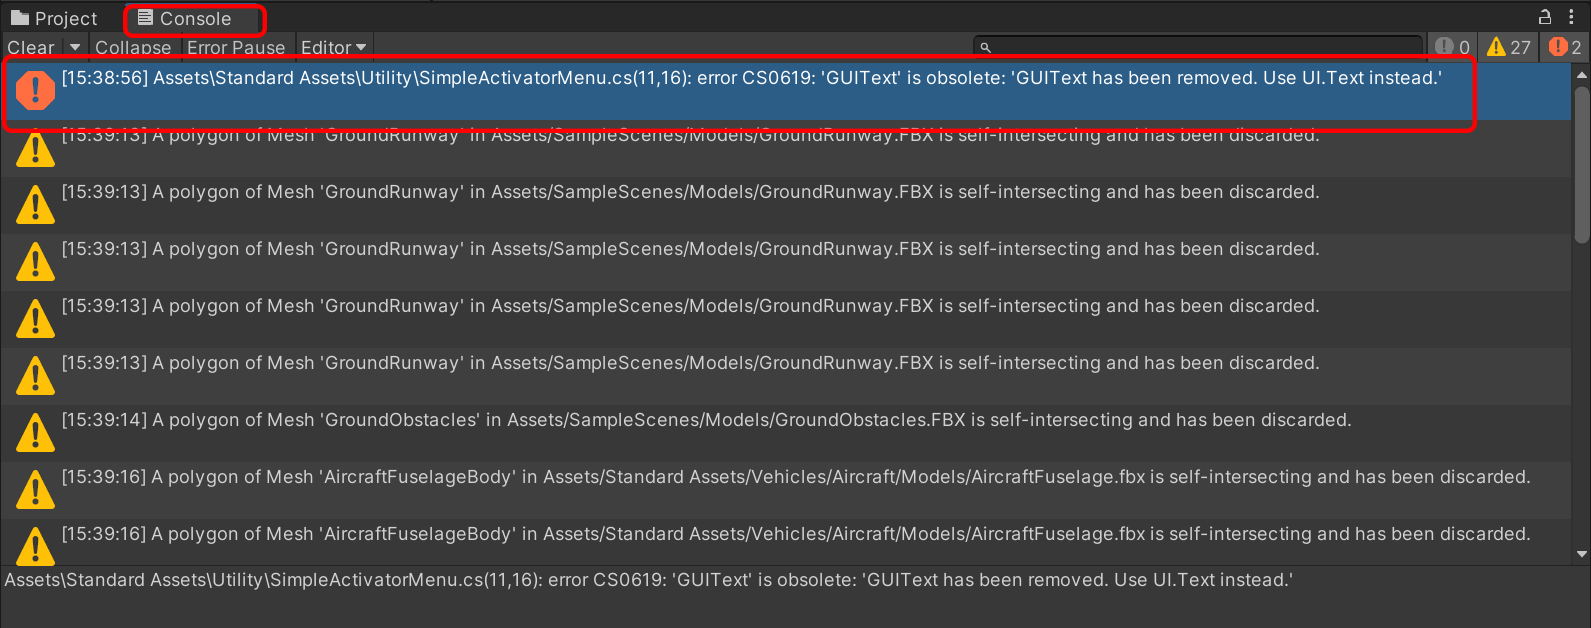 Project Console
Clear Collapse Error Pause Editor 0 27 2
[15:38:56] Assets\Standard Assets\Utility\SimpleActivatorMenu.cs(11,16): error CS0619: 'GUIText' is obsolete: 'GUIText has been removed. Use UI.Text instead.'
[15:39:13] A polygon of Mesh 'GroundRunway' in Assets/SampleScenes/Models/GroundRunway.FBX is self-intersecting and has been discarded.
[15:39:13] A polygon of Mesh 'GroundRunway' in Assets/SampleScenes/Models/GroundRunway.FBX is self-intersecting and has been discarded.
[15:39:13] A polygon of Mesh 'GroundRunway' in Assets/SampleScenes/Models/GroundRunway.FBX is self-intersecting and has been discarded.
[15:39:13] A polygon of Mesh 'GroundRunway' in Assets/SampleScenes/Models/GroundRunway.FBX is self-intersecting and has been discarded.
[15:39:13] A polygon of Mesh 'GroundRunway' in Assets/SampleScenes/Models/GroundRunway.FBX is self-intersecting and has been discarded.
[15:39:14] A polygon of Mesh 'GroundObstacles' in Assets/SampleScenes/Models/GroundObstacles.FBX is self-intersecting and has been discarded.
[15:39:16] A polygon of Mesh 'AircraftFuselageBody' in Assets/Standard Assets/Vehicles/Aircraft/Models/AircraftFuselage.fbx is self-intersecting and has been discarded.
[15:39:16] A polygon of Mesh 'AircraftFuselageBody' in Assets/Standard Assets/Vehicles/Aircraft/Models/AircraftFuselage.fbx is self-intersecting and has been discarded.
Assets\Standard Assets\Utility\SimpleActivatorMenu.cs(11,16): error CS0619: 'GUIText' is obsolete: 'GUIText has been removed. Use UI.Text instead.'